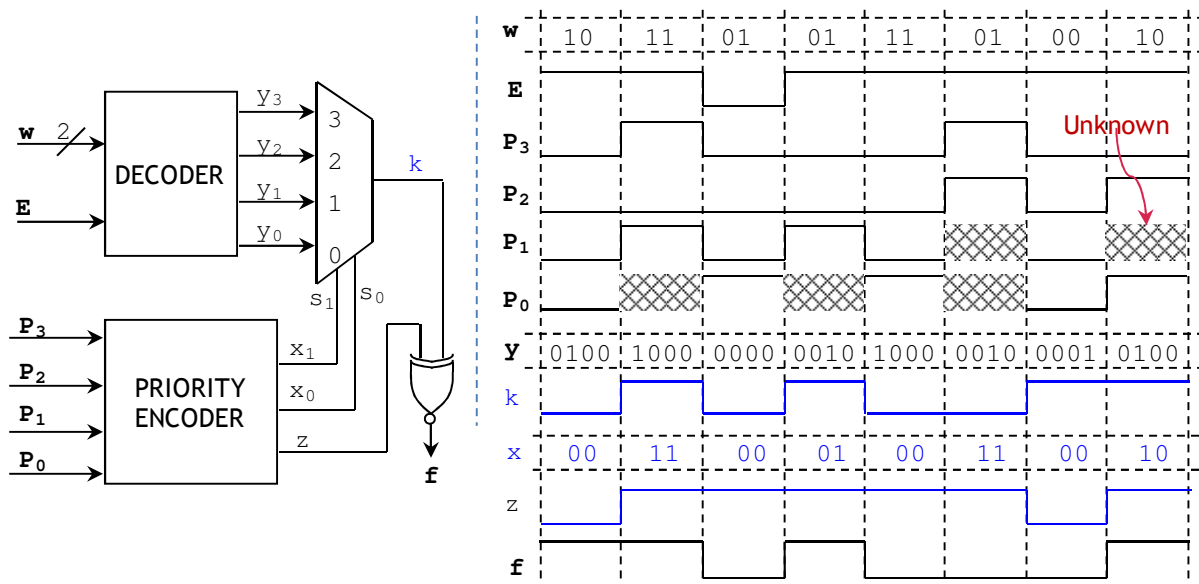 w 2
E
DECODER
y3
y2
y1
y0
3
2
1
0
k
s1 s0
P3
P2
P1
P0
PRIORITY
ENCODER
x1
x0
z
f
w 10 11 01 01 11 01 00 10
E
P3
Unknown
P2
P1
P0
y 0100 1000 0000 0010 1000 0010 0001 0100
k
x 00 11 00 01 00 11 00 10
z
f